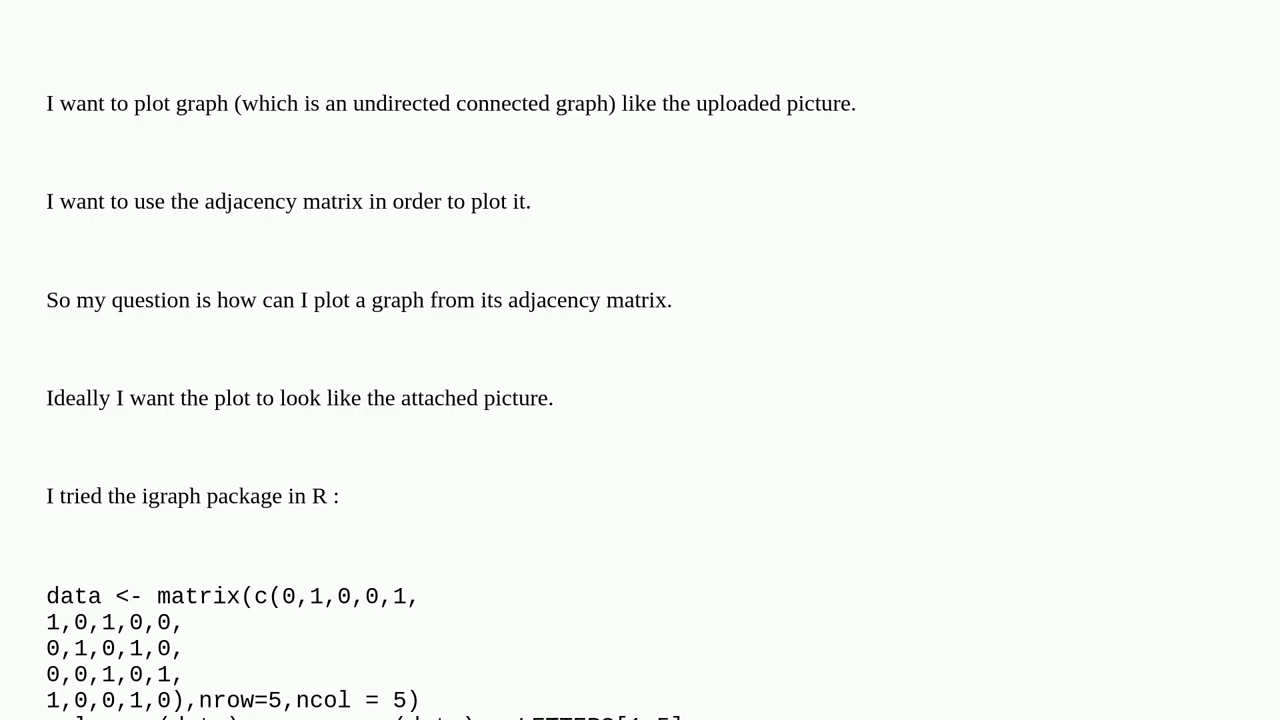 I want to plot graph (which is an undirected connected graph) like the uploaded picture.
I want to use the adjacency matrix in order to plot it.
So my question is how can I plot a graph from its adjacency matrix.
Ideally I want the plot to look like the attached picture.
I tried the igraph package in R :
data <- matrix(c(0,1,0,0,1,
1,0,1,0,0,
0,1,0,1,0,
0,0,1,0,1,
1,0,0,1,0),nrow=5,ncol = 5)